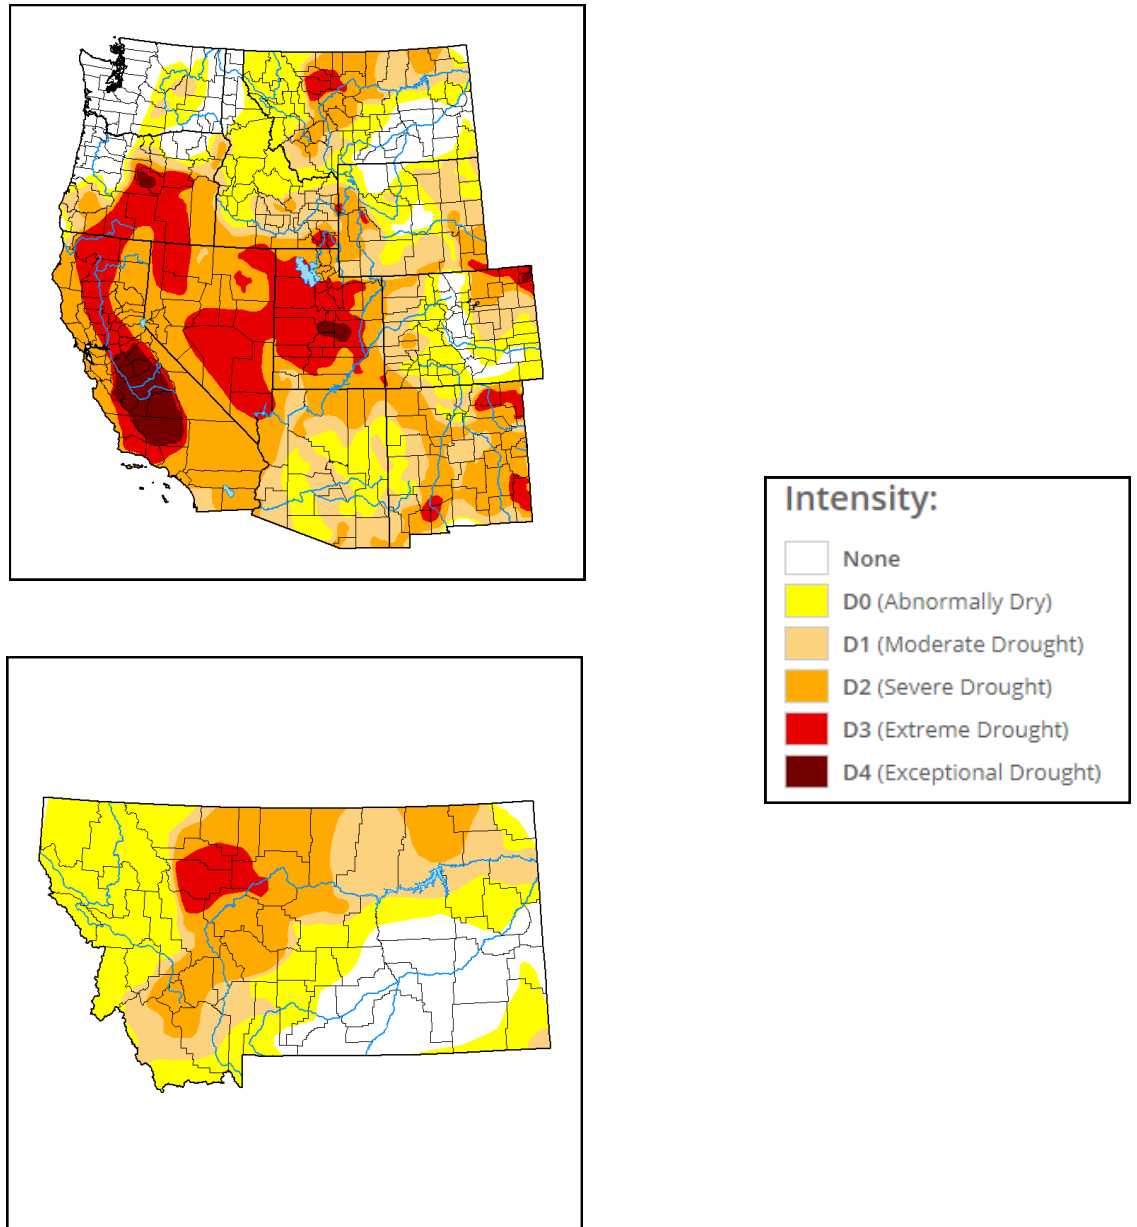 Intensity:
None
D0 (Abnormally Dry)
D1 (Moderate Drought)
D2 (Severe Drought)
D3 (Extreme Drought)
D4 (Exceptional Drought)